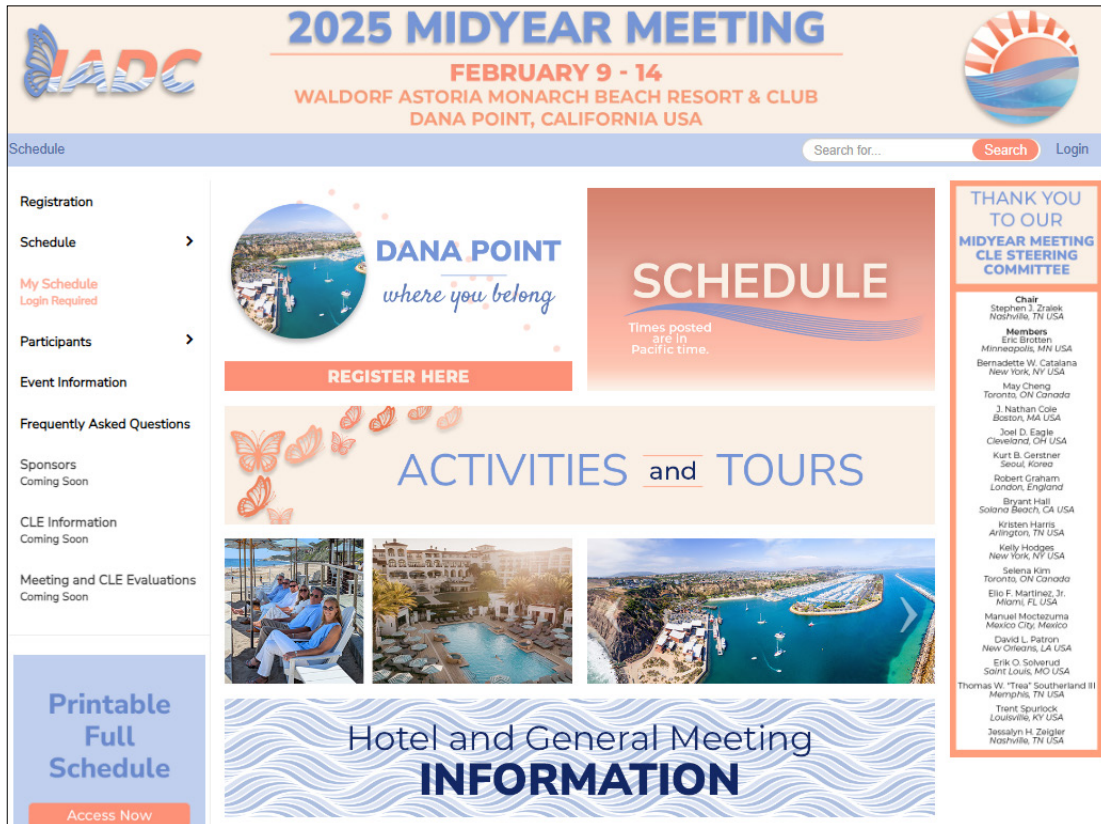 IADC
2025 MIDYEAR MEETING
FEBRUARY 9 - 14
WALDORF ASTORIA MONARCH BEACH RESORT & CLUB
DANA POINT, CALIFORNIA USA
Schedule
Search for...
Search
Login
Registration
Schedule
My Schedule
Login Required
Participants
Event Information
Frequently Asked Questions
Sponsors
Coming Soon
CLE Information
Coming Soon
Meeting and CLE Evaluations
Coming Soon
Printable
Full
Schedule
Access Now
DANA POINT
where you belong
REGISTER HERE
SCHEDULE
Times posted
are in
Pacific time.
ACTIVITIES and TOURS
Hotel and General Meeting
INFORMATION
THANK YOU
TO OUR
MIDYEAR MEETING
CLE STEERING
COMMITTEE
Chair
Stephen J. Zralek
Nashville, TN USA
Members
Eric Brotten
Minneapolis, MN USA
Bernadette W. Catalana
New York, NY USA
May Cheng
Toronto, ON Canada
J. Nathan Cole
Boston, MA USA
Joel D. Eagle
Cleveland, OH USA
Kurt B. Gerstner
Seoul, Korea
Robert Graham
London, England
Bryant Hall
Solana Beach, CA USA
Kristen Harris
Arlington, TN USA
Kelly Hodges
New York, NY USA
Selena Kim
Toronto, ON Canada
Elio F. Martinez, Jr.
Miami, FL USA
Manuel Moctezuma
Mexico City, Mexico
David L. Patron
New Orleans, LA USA
Erik O. Solverud
Saint Louis, MO USA
Thomas W. "Trea" Southerland III
Memphis, TN USA
Trent Spurlock
Louisville, KY USA
Jessalyn H. Zeigler
Nashville, TN USA